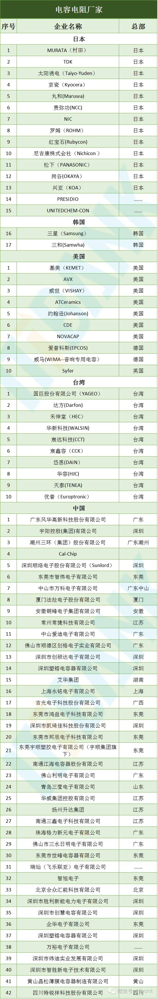 电容电阻厂家
序号 企业名称 总部
日本
1 MURATA（村田） 日本
2 TDK 日本
3 太阳诱电（Taiyo-Yuden） 日本
4 京瓷（Kyocera） 日本
5 丸和(Maruwa) 日本
6 贵弥功(NCC) 日本
7 NIC 日本
8 罗姆（ROHM） 日本
9 红宝石(Rubycon) 日本
10 尼吉康株式会社（Nichicon ） 日本
11 松下（PANASONIC） 日本
12 岗谷(OKAYA) 日本
13 兴亚（KOA） 日本
14 PRESIDIO ......
15 UNITEDCHEM-CON ......
韩国
16 三星（Samsung） 韩国
17 三和(Samwha) 韩国
美国
1 基美（KEMET） 美国
2 AVX 美国
3 威世（VISHAY） 美国
4 ATCeramics 美国
5 约翰逊(Johanson) 美国
6 CDE 美国
7 NOVACAP 美国
8 爱普科斯(EPCOS) 德国
9 威马(WIMA--音响专用电容） 德国
10 Syfer 英国
台湾
1 国巨股份有限公司（YAGEO） 台湾
2 达方(Darfon) 台湾
3 禾伸堂（HEC） 台湾
4 华新科技(WALSIN) 台湾
5 宸远科技(CCT) 台湾
6 宸鑫容（CCK） 台湾
7 岱恩(DAIN） 台湾
8 华容(HJC) 台湾
9 天泰(TENEA) 台湾
10 优普（Europtronic） 台湾
中国
1 广东风华高新科技股份有限公司 广东
2 宇阳控股(集团)有限公司 深圳
3 潮州三环（集团）股份有限公司 广东潮州
4 Cal-Chip
5 深圳顺络电子股份有限公司（Sunlord） 深圳
6 东莞市智伟电子有限公司 东莞
7 中山市万科电子有限公司 广东中山
8 厦门法拉电子股份有限公司 厦门
9 安徽铜峰电子集团有限公司 安徽
10 常州常捷科技有限公司 江苏
11 中山爱迪电子有限公司 广东
12 佛山市顺德区创格电子实业有限公司 广东
13 深圳市创硕达电子有限公司 深圳
14 深圳塑镕电容器有限公司 深圳
15 艾华集团 湖南
16 上海永铭电子有限公司 上海
17 吉光电子科技股份有限公司 广西
18 东莞市鸿益电子科技有限公司 东莞
19 深圳市凯琦佳科技股份有限公司 深圳
20 东莞市邦辰电子科技有限公司 东莞
21 东莞宇顺塑胶电子有限公司（宇顺集团旗
下） 东莞
22 南通江海电容器股份有限公司 江苏
23 佛山利明电子有限公司 广东
24 青岛三莹电子有限公司 山东
25 华威集团控股有限公司 江苏
26 扬州升达集团 江苏
27 南通三鑫电子科技有限公司 江苏
28 珠海格力新元电子有限公司 广东
29 佛山市三水日明电子有限公司 广东
30 东莞市世峰电容器有限公司 东莞
31 瑞灿（飞乐联亚）电子有限公司 ......
32 智旭电子 东莞
33 北京合众汇能科技有限公司 北京
34 深圳市胜利新能电力电子有限公司 深圳
35 深圳市创慧电容有限公司 深圳
36 企华电子有限公司 东莞
37 深圳塑镕电容器有限公司 深圳
38 万裕电子有限公司 ......
39 深圳市纬迪实业发展有限公司 深圳
40 深圳市智胜新电子技术有限公司 深圳
41 黄山晶松薄膜电容器制造有限公司 黄山
42 四川特锐祥科技股份有限公司 四川